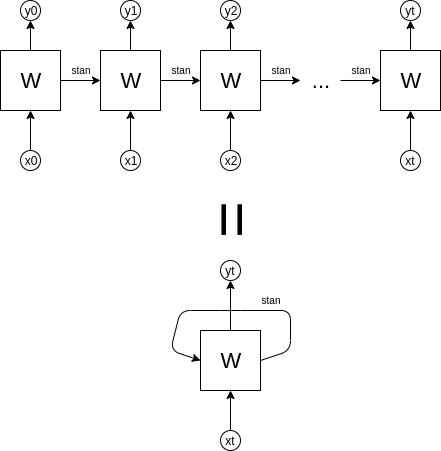 y0 y1 y2 yt
stan stan stan stan
W W W ... W
x0 x1 x2 xt
yt
stan
W
xt